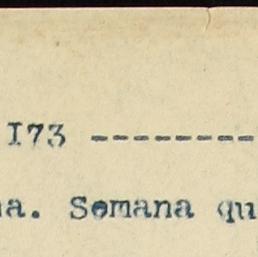 I73 -------
a. Semana qu